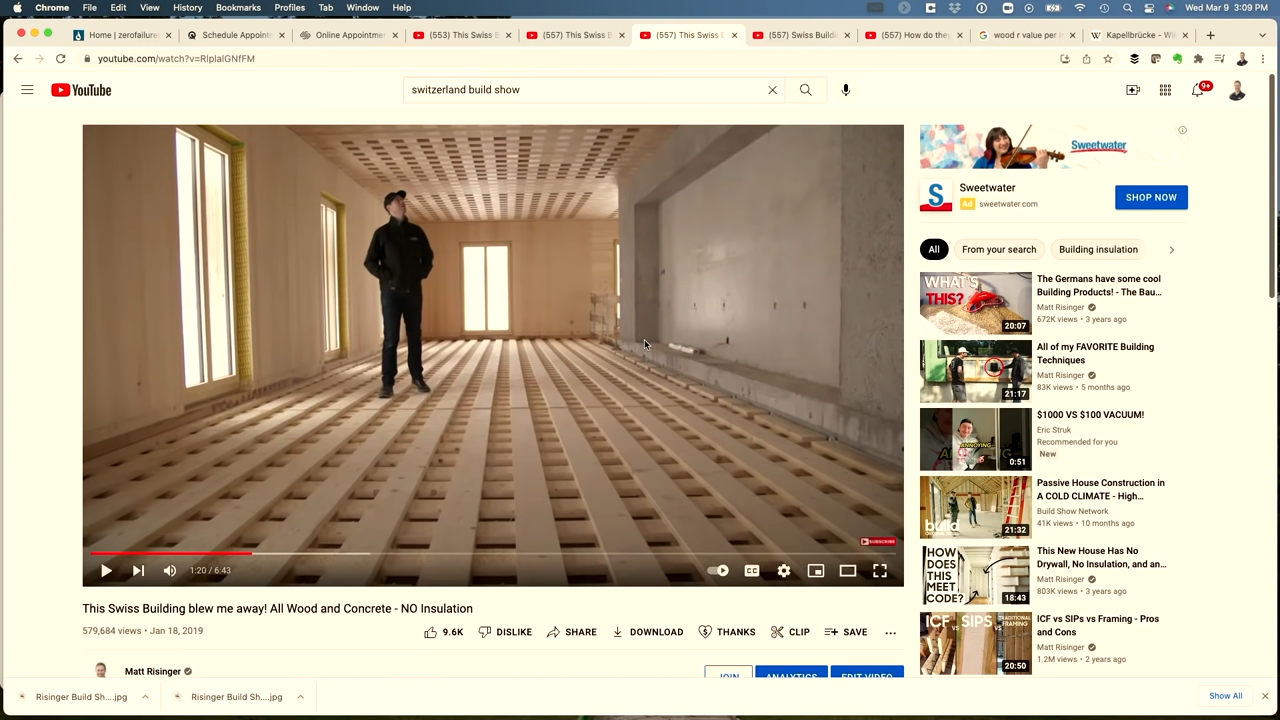 Chrome File Edit View History Bookmarks Profiles Tab Window Help
Wed Mar 9 3:09 PM
Home | zerofailure
Schedule Appointm
Online Appointme
(553) This Swiss B
(557) This Swiss B
(557) This Swiss B
(557) Swiss Buildi
(557) How do the
wood r value per i
Kapellbrücke - Wi
youtube.com/watch?v=RIplalGNfFM
YouTube
switzerland build show
9+
SUBSCRIBE
1:20 / 6:43
CC
This Swiss Building blew me away! All Wood and Concrete - NO Insulation
579,684 views • Jan 18, 2019
9.6K DISLIKE SHARE DOWNLOAD THANKS CLIP SAVE
Matt Risinger
JOIN ANALYTICS EDIT VIDEO
Sweetwater
S
Sweetwater
Ad sweetwater.com
SHOP NOW
All From your search Building insulation
WHAT'S
THIS?
20:07
The Germans have some cool
Building Products! - The Bau...
Matt Risinger
672K views • 3 years ago
21:17
All of my FAVORITE Building
Techniques
Matt Risinger
83K views • 5 months ago
ANNOYING
0:51
$1000 VS $100 VACUUM!
Eric Struk
Recommended for you
New
build
21:32
Passive House Construction in
A COLD CLIMATE - High...
Build Show Network
41K views • 10 months ago
HOW
DOES
THIS
MEET
CODE?
18:43
This New House Has No
Drywall, No Insulation, and an...
Matt Risinger
803K views • 3 years ago
ICF vs SIPS vs TRADITIONAL FRAMING
20:50
ICF vs SIPs vs Framing - Pros
and Cons
Matt Risinger
1.2M views • 2 years ago
Risinger Build Sh....jpg
Risinger Build Sh....jpg
Show All